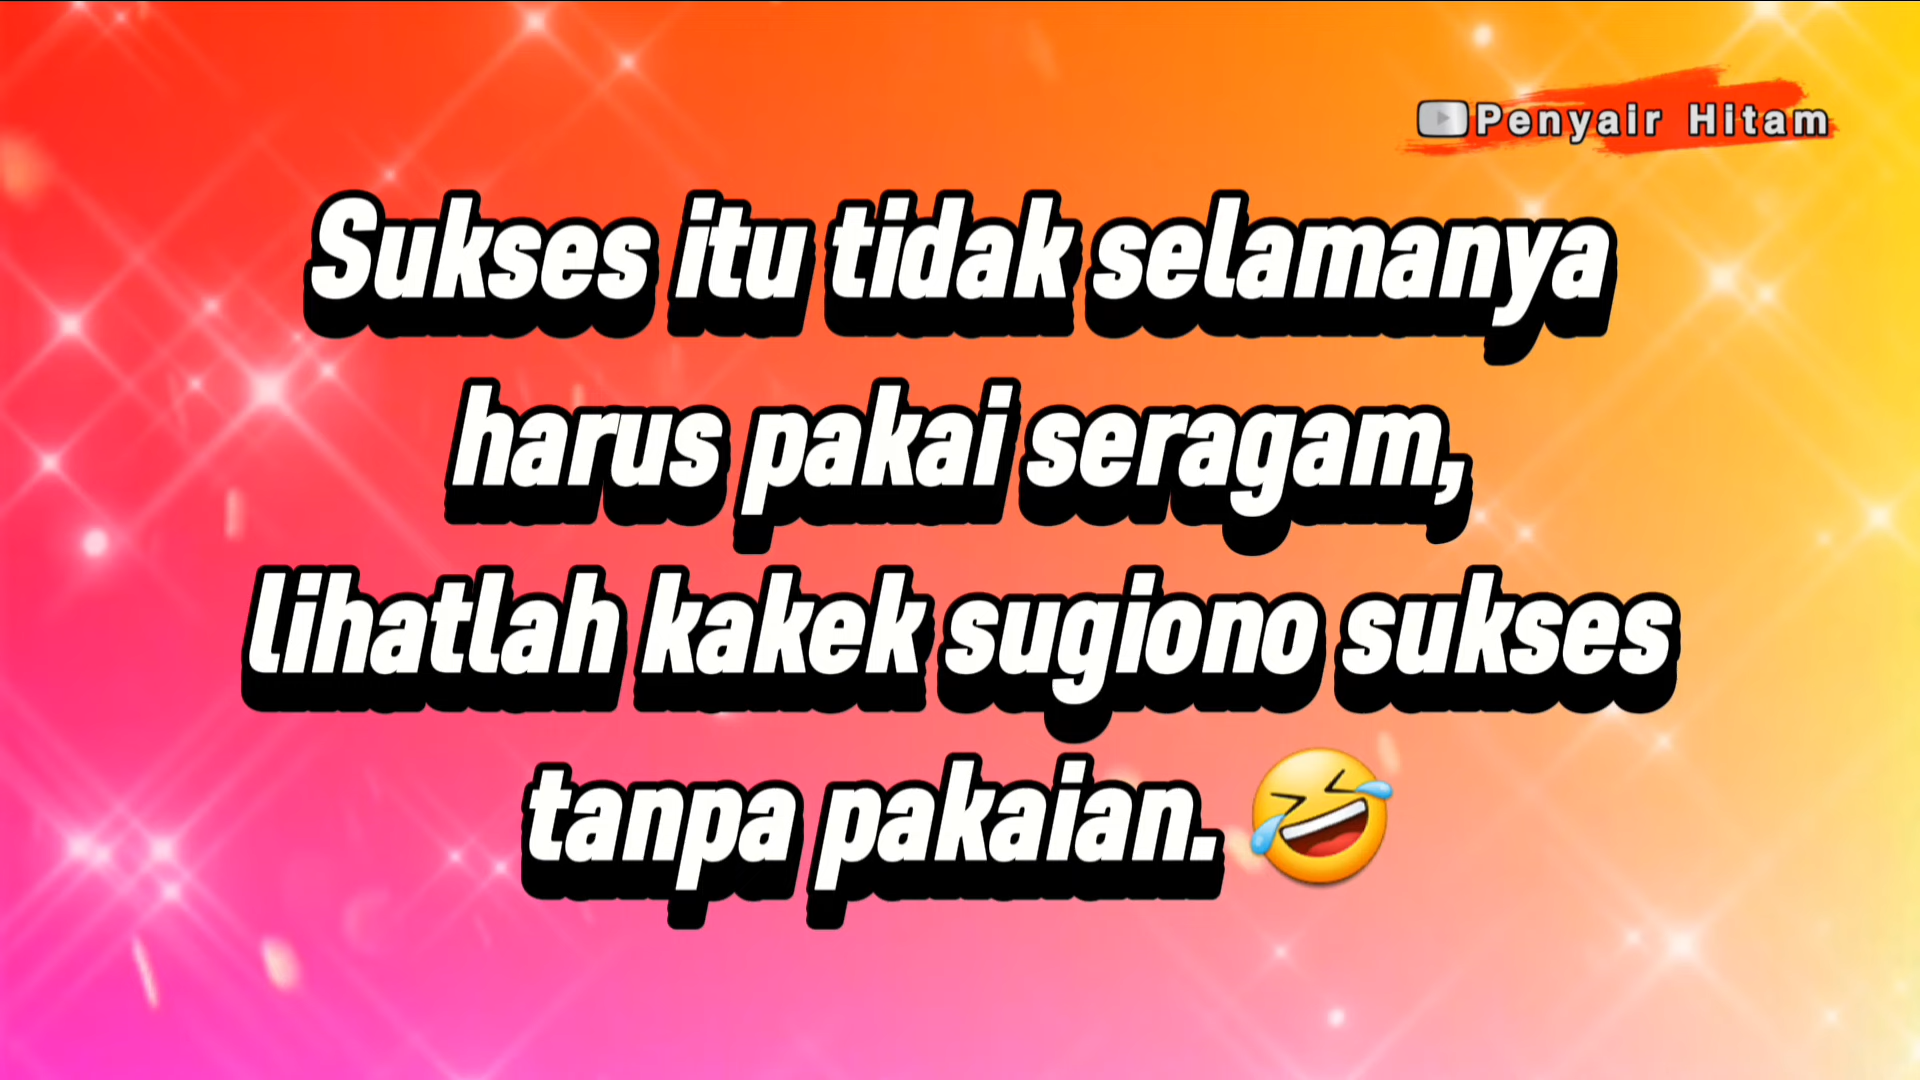 Penyair Hitam
Sukses itu tidak selamanya
harus pakai seragam,
lihatlah kakek sugiono sukses
tanpa pakaian. 🤣